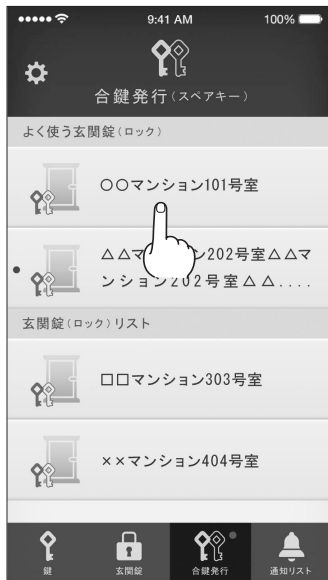 9:41 AM 100%
合鍵発行(スペアキー)
よく使う玄関錠(ロック)
○○マンション101号室
△△マ ン202号室△△マ
ンション202号室△△....
玄関錠(ロック)リスト
□□マンション303号室
××マンション404号室
鍵 玄関錠 合鍵発行 通知リスト